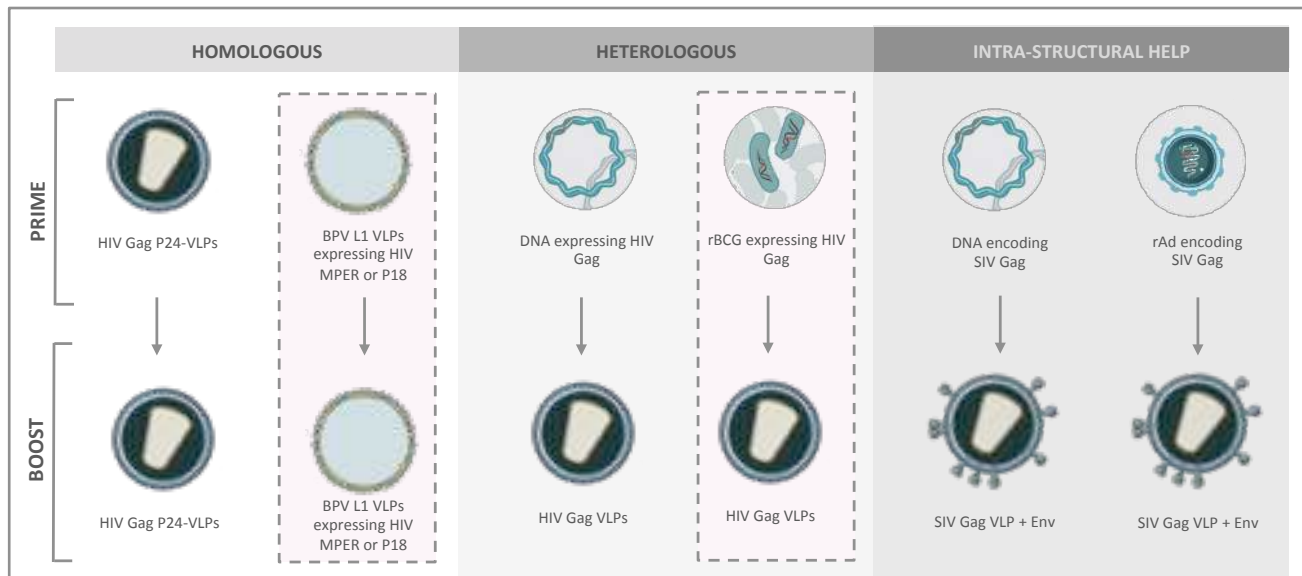 HOMOLOGOUS
HETEROLOGOUS
INTRA-STRUCTURAL HELP
PRIME
HIV Gag P24-VLPs
BPV L1 VLPs
expressing HIV
MPER or P18
DNA expressing HIV
Gag
rBCG expressing HIV
Gag
DNA encoding
SIV Gag
rAd encoding
SIV Gag
BOOST
HIV Gag P24-VLPs
BPV L1 VLPs
expressing HIV
MPER or P18
HIV Gag VLPs
HIV Gag VLPs
SIV Gag VLP + Env
SIV Gag VLP + Env